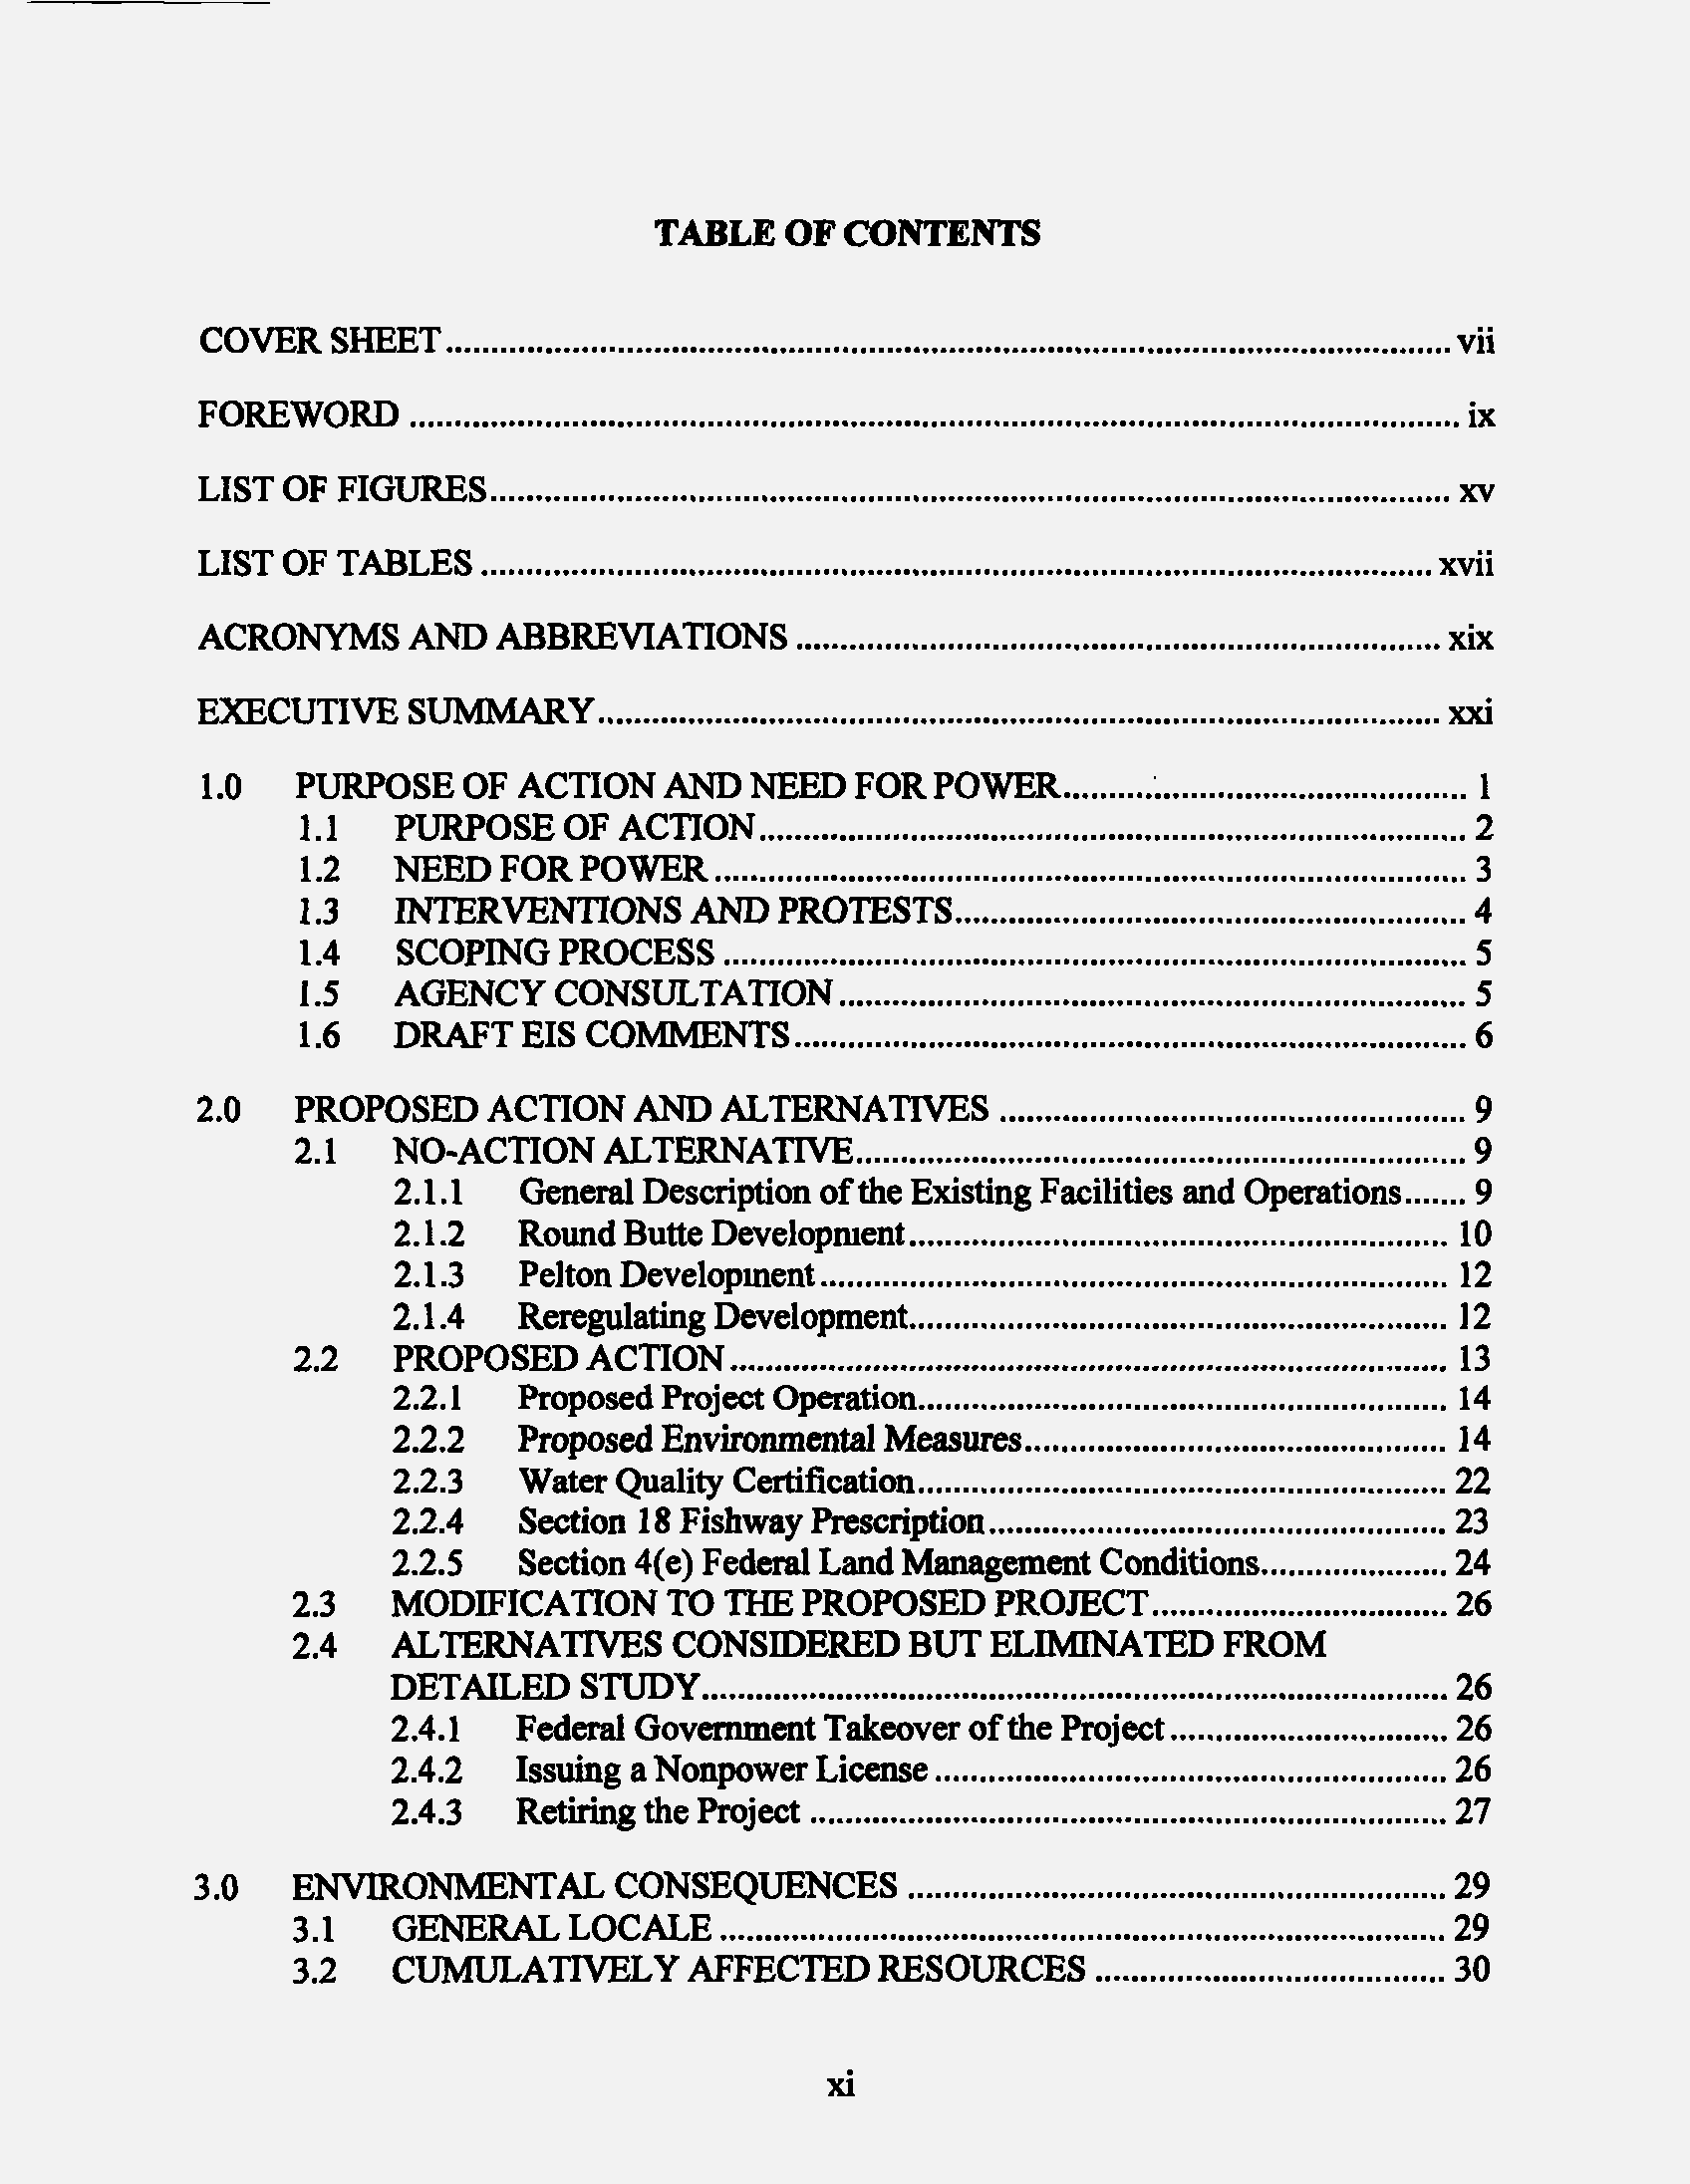 TABLE OF CONTENTS
COVER SHEET ........ vii
FOREWORD ........ ix
LIST OF FIGURES ........ xv
LIST OF TABLES ........ xvii
ACRONYMS AND ABBREVIATIONS ........ xix
EXECUTIVE SUMMARY ........ xxi
1.0 PURPOSE OF ACTION AND NEED FOR POWER ........ 1
1.1 PURPOSE OF ACTION ........ 2
1.2 NEED FOR POWER ........ 3
1.3 INTERVENTIONS AND PROTESTS ........ 4
1.4 SCOPING PROCESS ........ 5
1.5 AGENCY CONSULTATION ........ 5
1.6 DRAFT EIS COMMENTS ........ 6
2.0 PROPOSED ACTION AND ALTERNATIVES ........ 9
2.1 NO-ACTION ALTERNATIVE ........ 9
2.1.1 General Description of the Existing Facilities and Operations ....... 9
2.1.2 Round Butte Development ........ 10
2.1.3 Pelton Development ........ 12
2.1.4 Reregulating Development ........ 12
2.2 PROPOSED ACTION ........ 13
2.2.1 Proposed Project Operation ........ 14
2.2.2 Proposed Environmental Measures ........ 14
2.2.3 Water Quality Certification ........ 22
2.2.4 Section 18 Fishway Prescription ........ 23
2.2.5 Section 4(e) Federal Land Management Conditions ........ 24
2.3 MODIFICATION TO THE PROPOSED PROJECT ........ 26
2.4 ALTERNATIVES CONSIDERED BUT ELIMINATED FROM
DETAILED STUDY ........ 26
2.4.1 Federal Government Takeover of the Project ........ 26
2.4.2 Issuing a Nonpower License ........ 26
2.4.3 Retiring the Project ........ 27
3.0 ENVIRONMENTAL CONSEQUENCES ........ 29
3.1 GENERAL LOCALE ........ 29
3.2 CUMULATIVELY AFFECTED RESOURCES ........ 30
xi